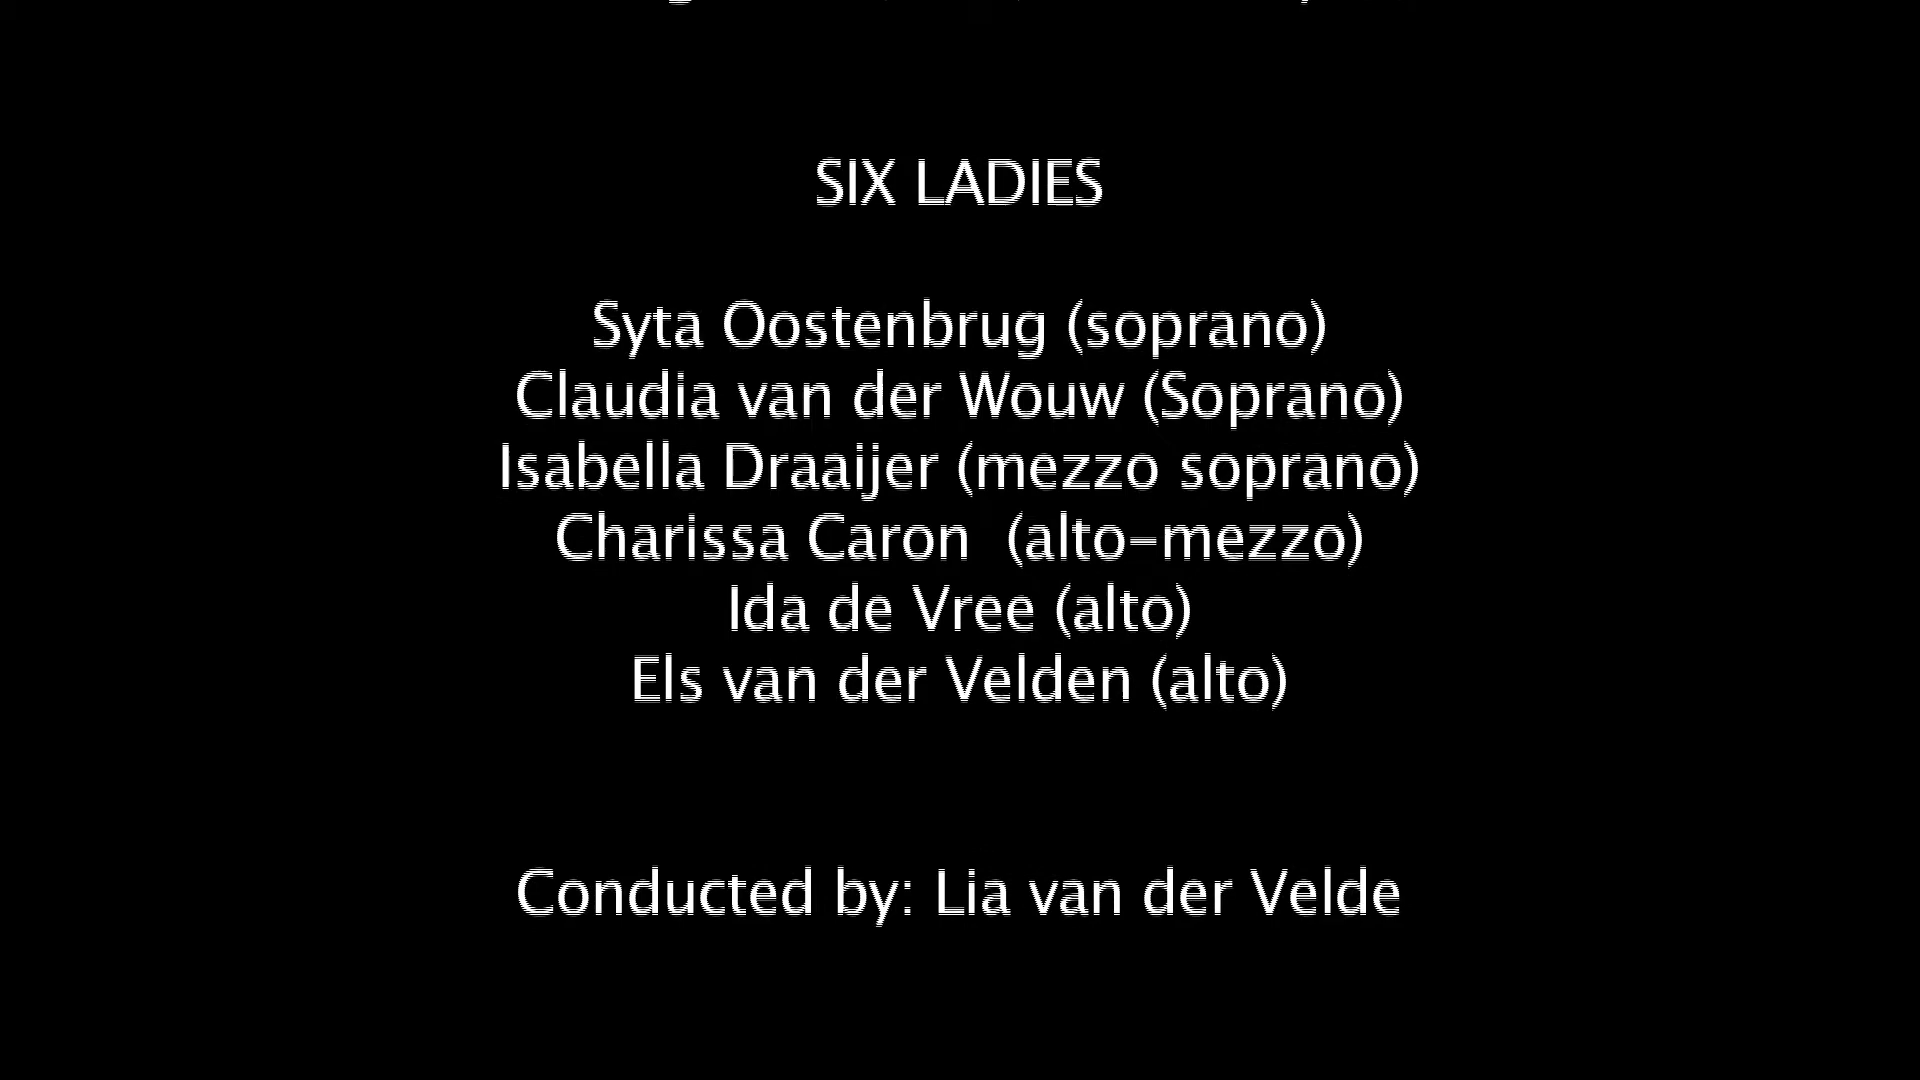 SIX LADIES
Syta Oostenbrug (soprano)
Claudia van der Wouw (Soprano)
Isabella Draaijer (mezzo soprano)
Charissa Caron  (alto-mezzo)
Ida de Vree (alto)
Els van der Velden (alto)
Conducted by: Lia van der Velde